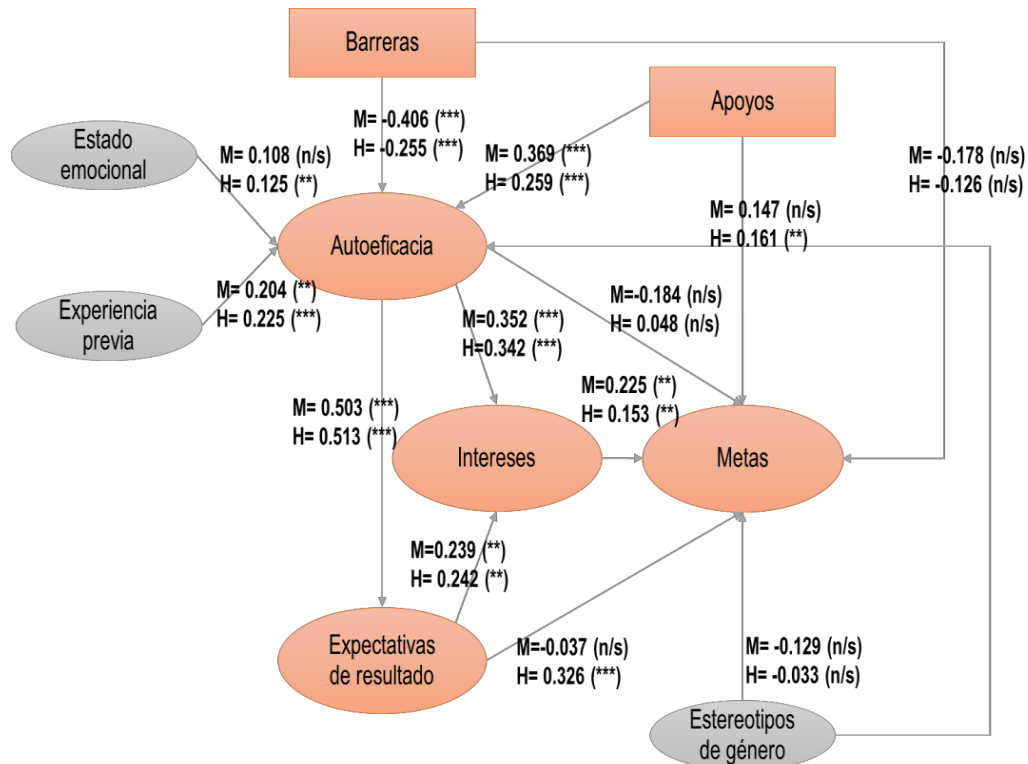 Barreras
Apoyos
Estado
emocional
M= -0.406 (***)
H= -0.255 (***)
M= 0.108 (n/s)
H= 0.125 (**)
M= 0.369 (***)
H= 0.259 (***)
M= -0.178 (n/s)
H= -0.126 (n/s)
M= 0.147 (n/s)
H= 0.161 (**)
Autoeficacia
Experiencia
previa
M= 0.204 (**)
H= 0.225 (***)
M=-0.184 (n/s)
H= 0.048 (n/s)
M=0.352 (***)
H=0.342 (***)
M=0.225 (**)
H= 0.153 (**)
M= 0.503 (***)
H= 0.513 (***)
Intereses
Metas
M=0.239 (**)
H= 0.242 (**)
Expectativas
de resultado
M=-0.037 (n/s)
H= 0.326 (***)
M= -0.129 (n/s)
H= -0.033 (n/s)
Estereotipos
de género